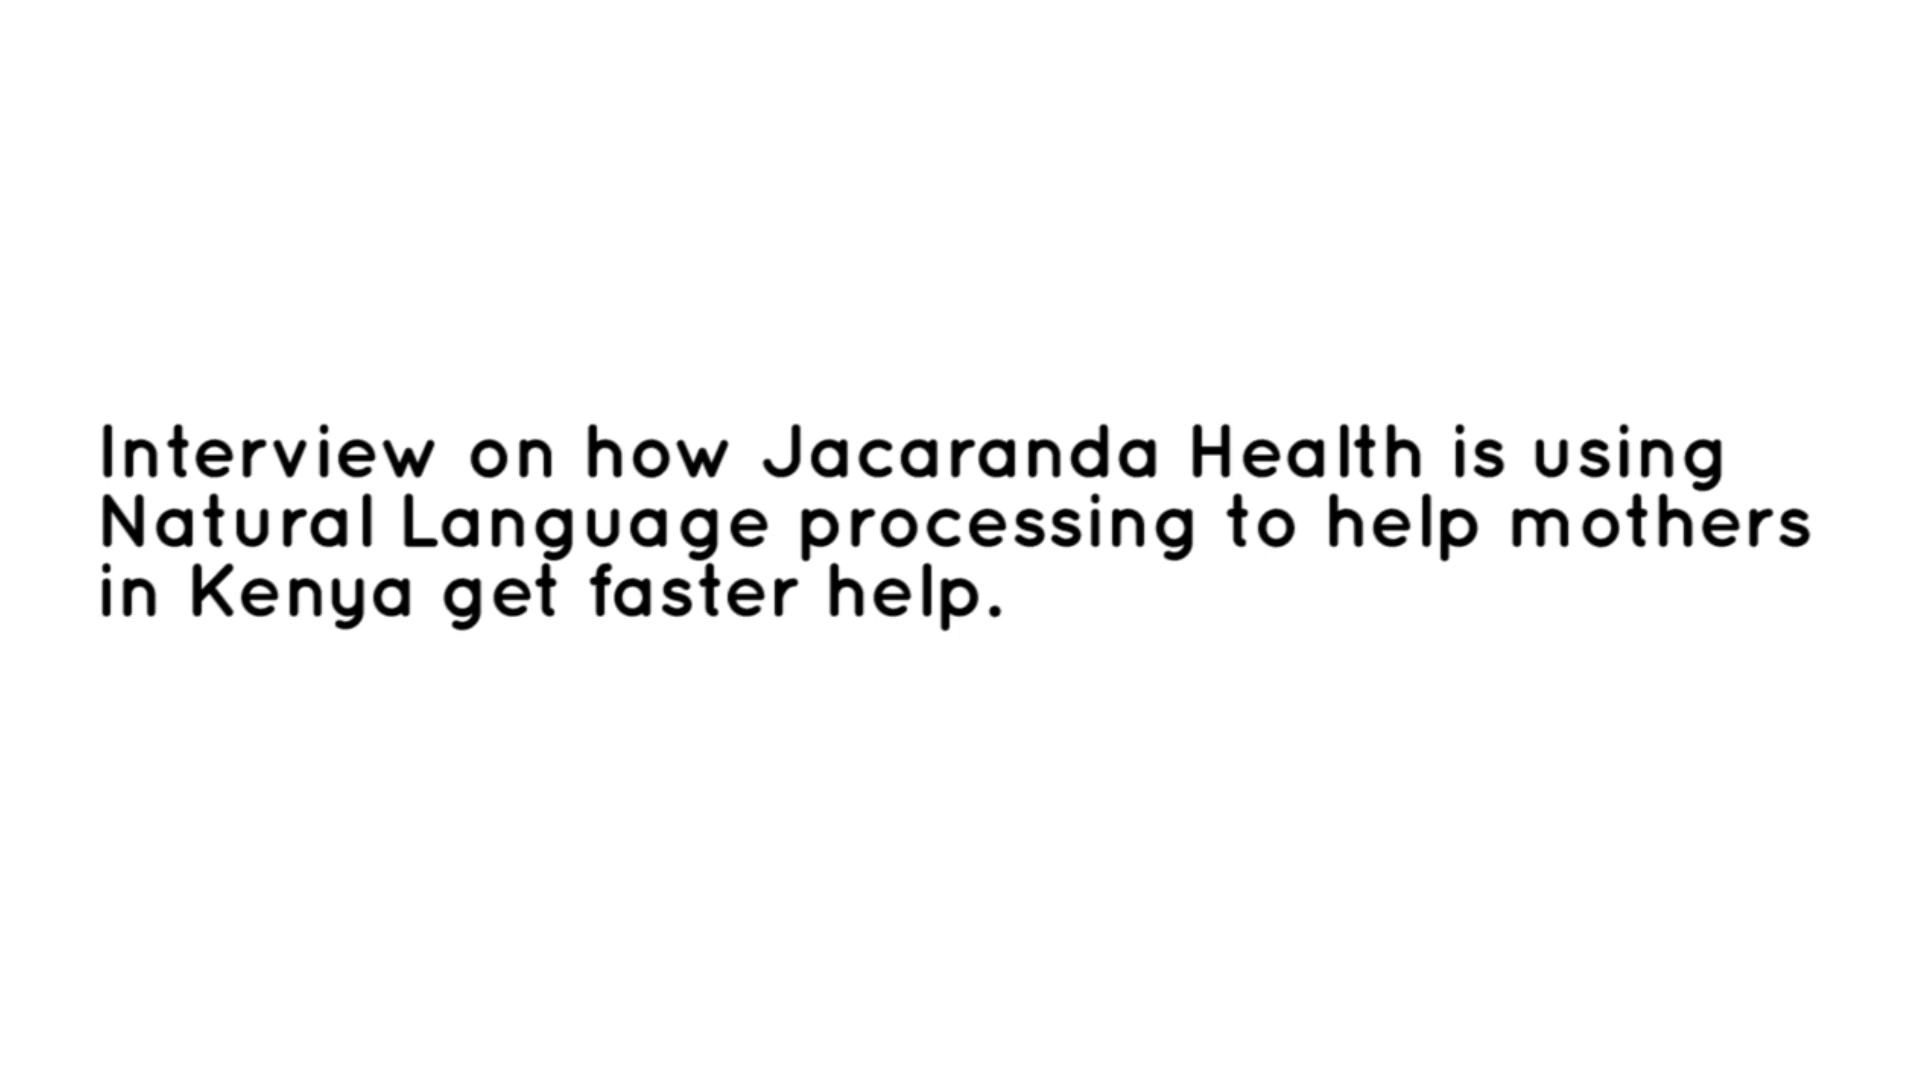 Interview on how Jacaranda Health is using
Natural Language processing to help mothers
in Kenya get faster help.